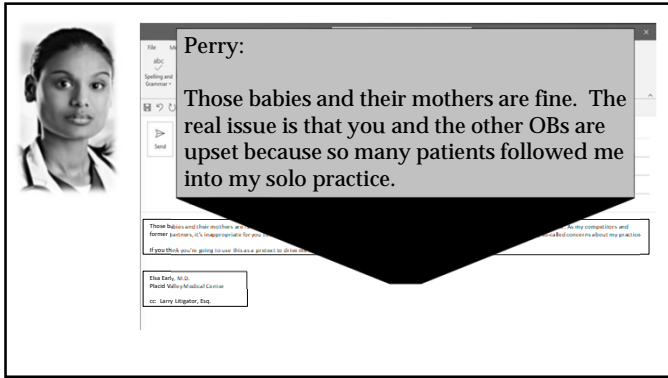 File
abc
Spelling and
Grammar
Send
Perry:
Those babies and their mothers are fine. The
real issue is that you and the other OBs are
upset because so many patients followed me
into my solo practice.
Those babies and their mothers are As my competitors and
former partners, it's inappropriate for you so-called concerns about my practice
If you think you're going to use this as a pretext to drive me
Elsa Early, M.D.
Placid Valley Medical Center
cc: Larry Litigator, Esq.